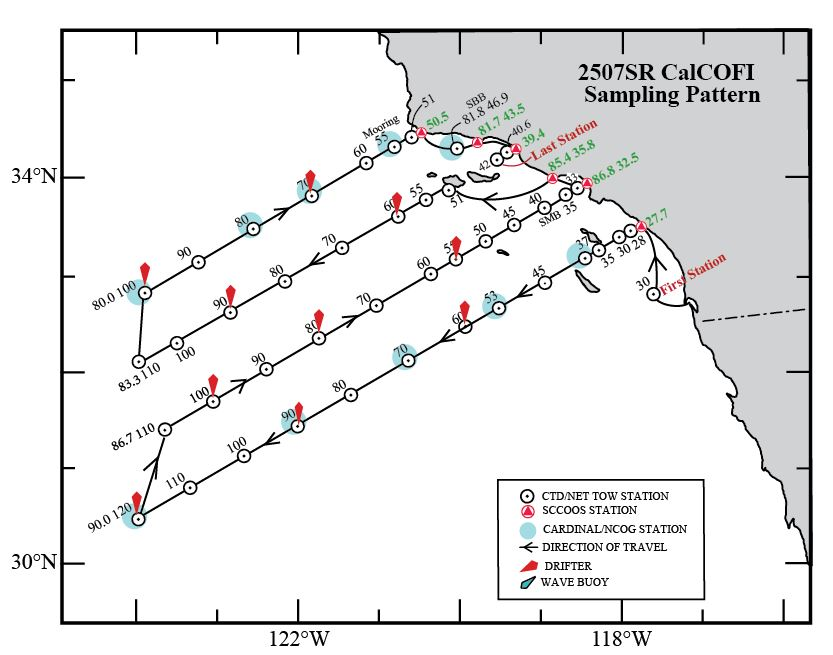 2507SR CalCOFI
Sampling Pattern
51
50.5
SBB
81.8 46.9
81.7 43.5
Mooring
55
60
40.6
39.4
Last Station
42
85.4 35.8
34°N
70
33
86.8 32.5
80
60
55
51
40
SMB 35
90
70
45
50
37
27.7
35 30 28
First Station
30
80.0 100
80
55
60
45
90
70
53
60
83.3 110
100
80
90
70
100
80
86.7 110
90
100
110
90.0 120
30°N
122°W
118°W
CTD/NET TOW STATION
SCCOOS STATION
CARDINAL/NCOG STATION
DIRECTION OF TRAVEL
DRIFTER
WAVE BUOY